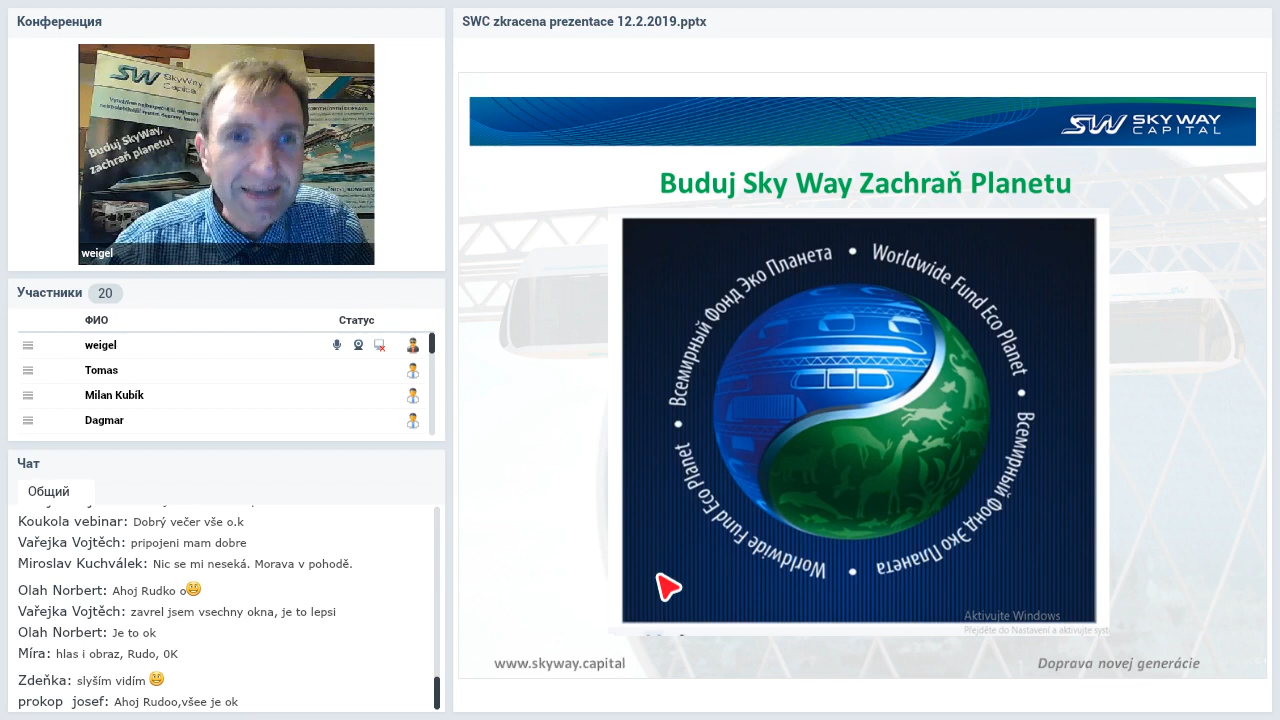 Конференция
SkyWay
Capital
Buduj SkyWay,
zachraň planetu!
weigel
Участники 20
ФИО Статус
weigel
Tomas
Milan Kubík
Dagmar
Чат
Общий
Koukola vebinar: Dobrý večer vše o.k
Vařejka Vojtěch: pripojeni mam dobre
Miroslav Kuchválek: Nic se mi neseká. Morava v pohodě.
Olah Norbert: Ahoj Rudko o
Vařejka Vojtěch: zavrel jsem vsechny okna, je to lepsi
Olah Norbert: Je to ok
Míra: hlas i obraz, Rudo, 0K
Zdeňka: slyším vidím
prokop josef: Ahoj Rudoo,všee je ok
SWC zkracena prezentace 12.2.2019.pptx
SW SKY WAY
CAPITAL
Buduj Sky Way Zachraň Planetu
Всемирный Фонд Эко Планета • Worldwide Fund Eco Planet • Всемирный Фонд Эко Планета • Worldwide Fund Eco Planet •
Aktivujte Windows
Přejděte do Nastavení a aktivujte syst
www.skyway.capital
Doprava novej generácie